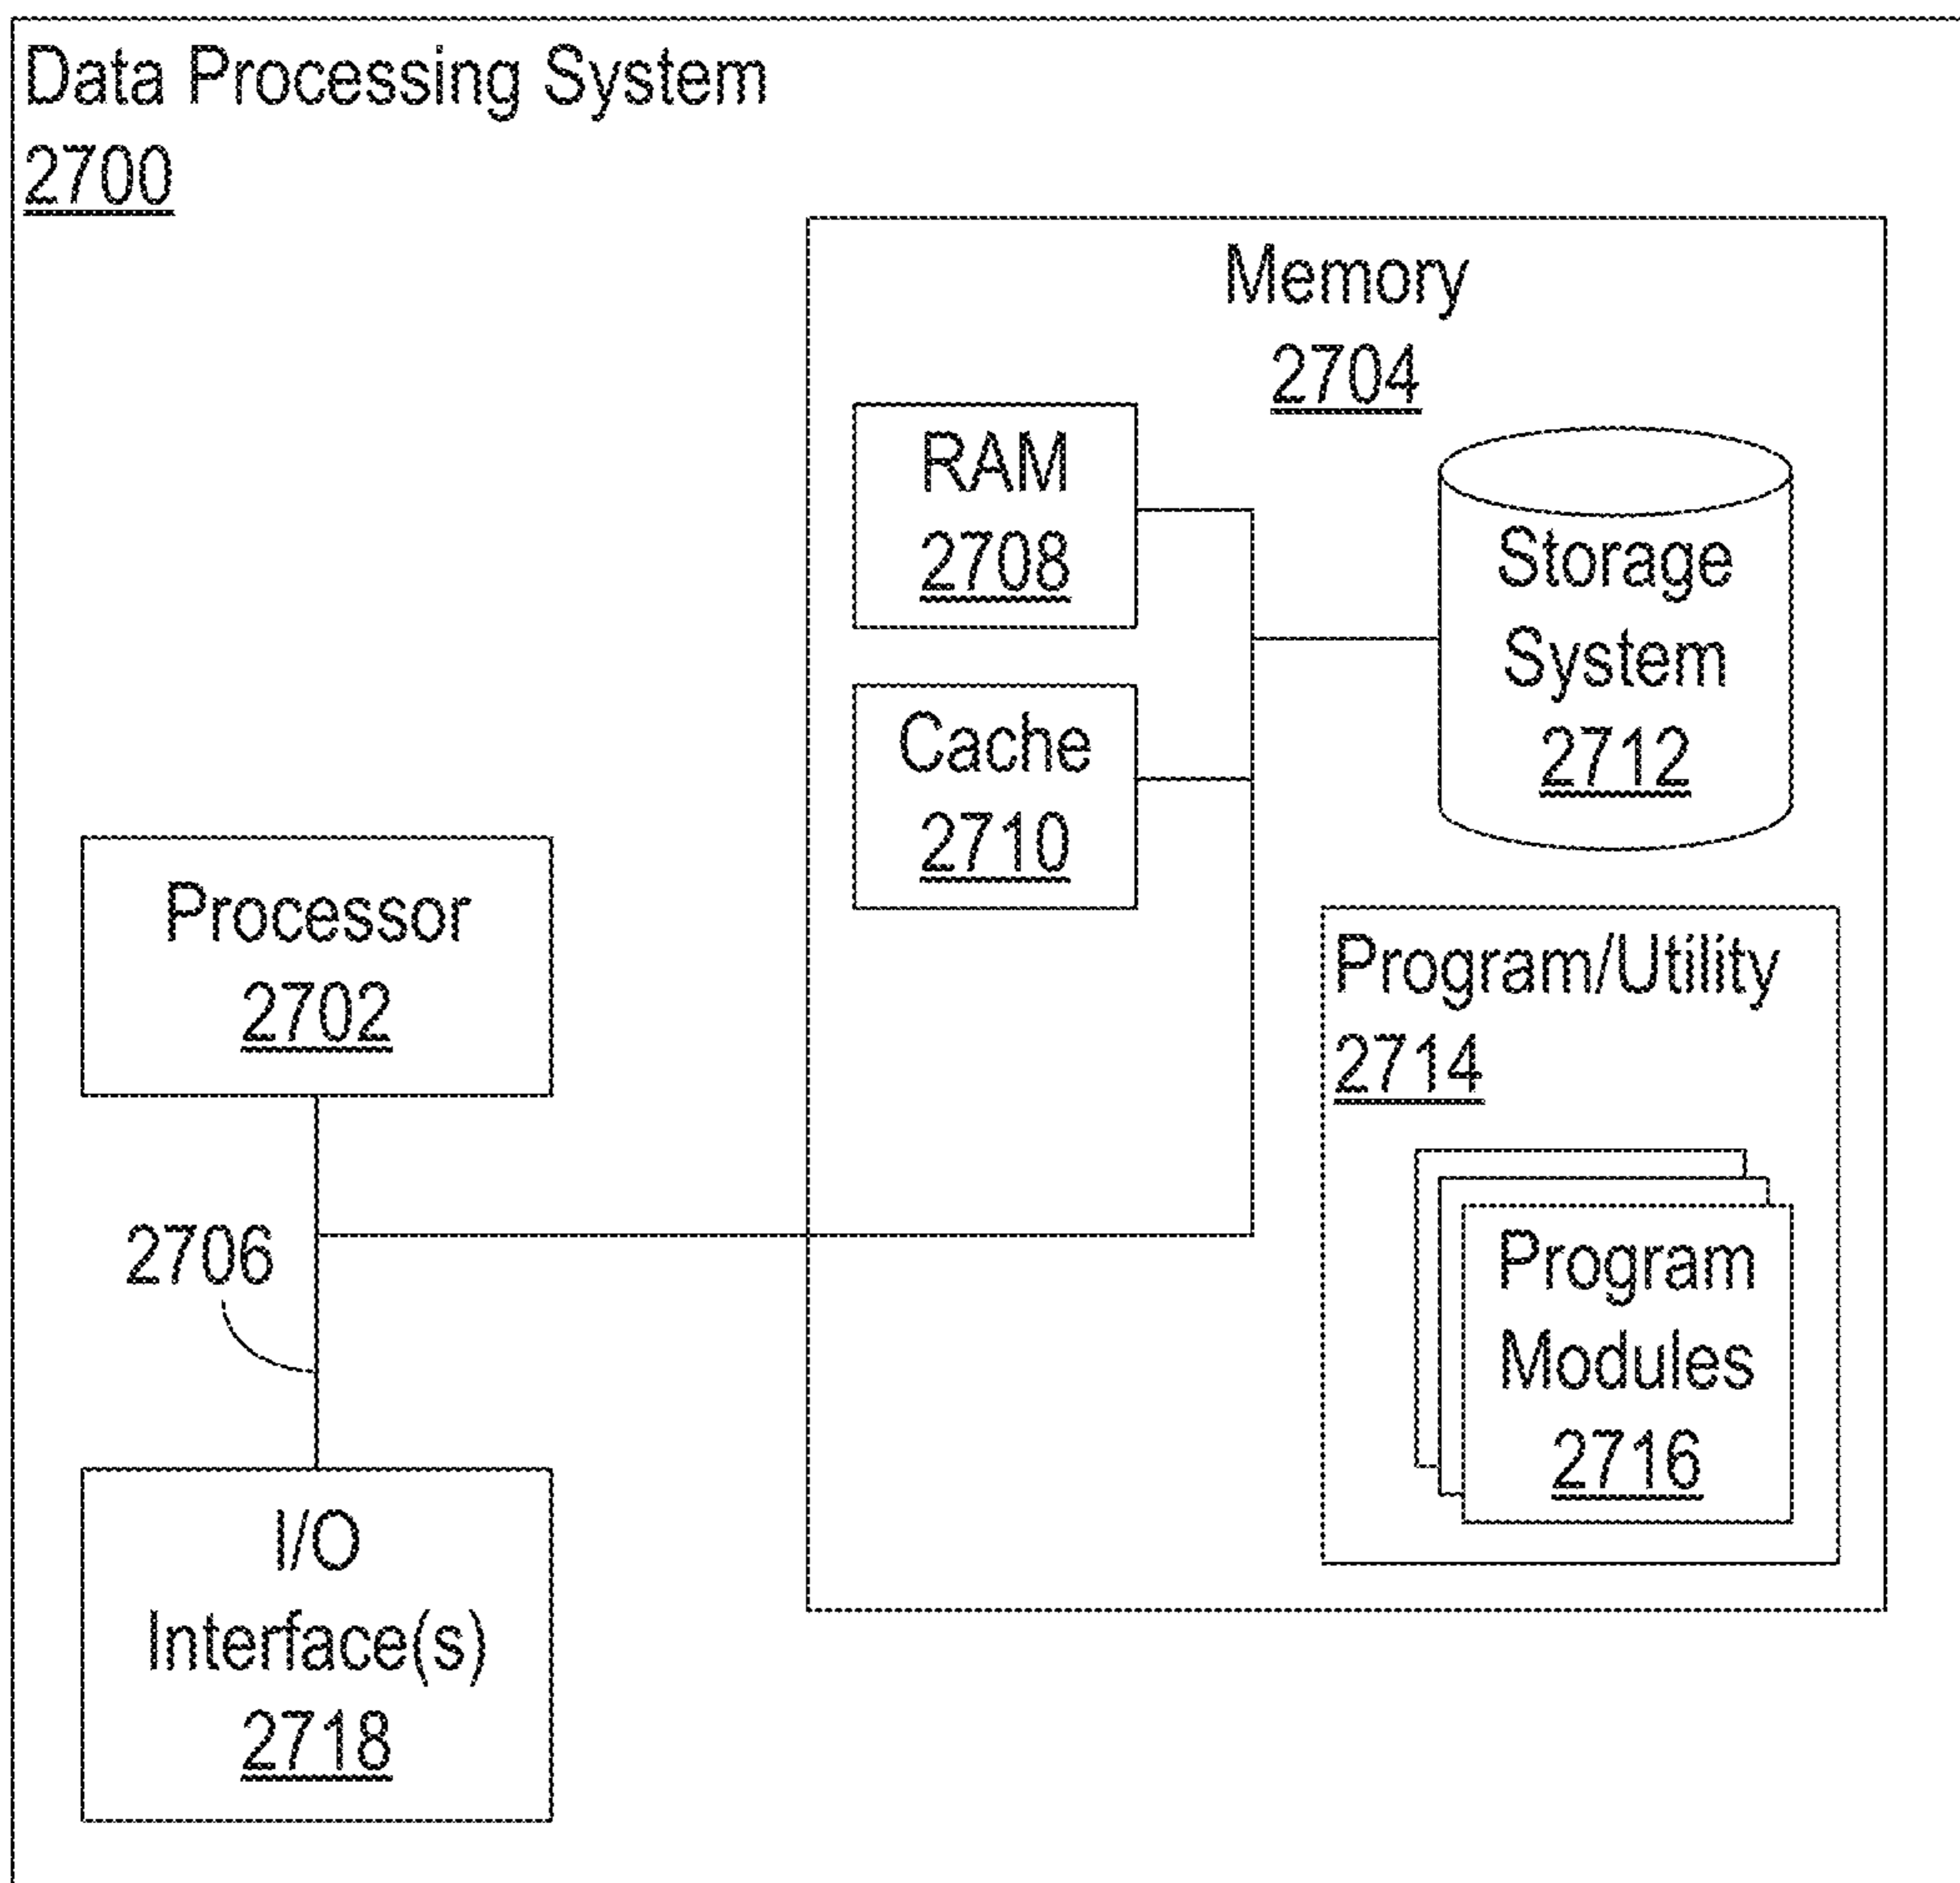 Data Processing System
2700
Memory
2704
RAM
2708
Storage
System
2712
Cache
2710
Processor
2702
Program/Utility
2714
2706
Program
Modules
2716
I/O
Interface(s)
2718